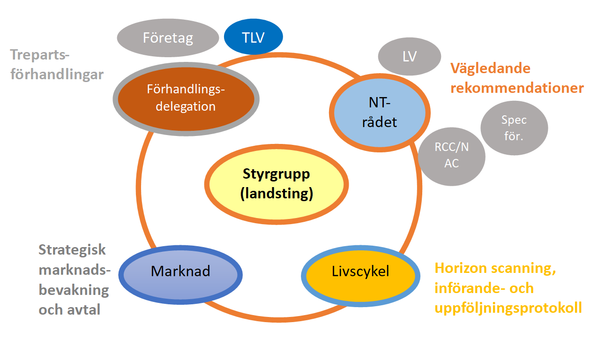 Företag
TLV
Treparts-
förhandlingar
Förhandlings-
delegation
LV
Vägledande
rekommendationer
NT-
rådet
Spec
för.
RCC/N
AC
Styrgrupp
(landsting)
Strategisk
marknads-
bevakning
och avtal
Marknad
Livscykel
Horizon scanning,
införande- och
uppföljningsprotokoll